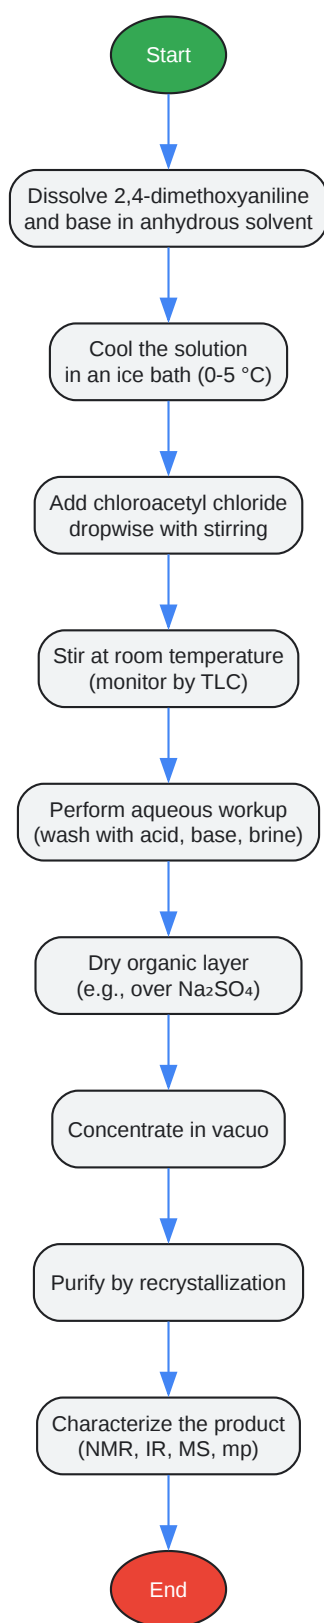 Start
Dissolve 2,4-dimethoxyaniline
and base in anhydrous solvent
Cool the solution
in an ice bath (0-5 °C)
Add chloroacetyl chloride
dropwise with stirring
Stir at room temperature
(monitor by TLC)
Perform aqueous workup
(wash with acid, base, brine)
Dry organic layer
(e.g., over Na₂SO₄)
Concentrate in vacuo
Purify by recrystallization
Characterize the product
(NMR, IR, MS, mp)
End